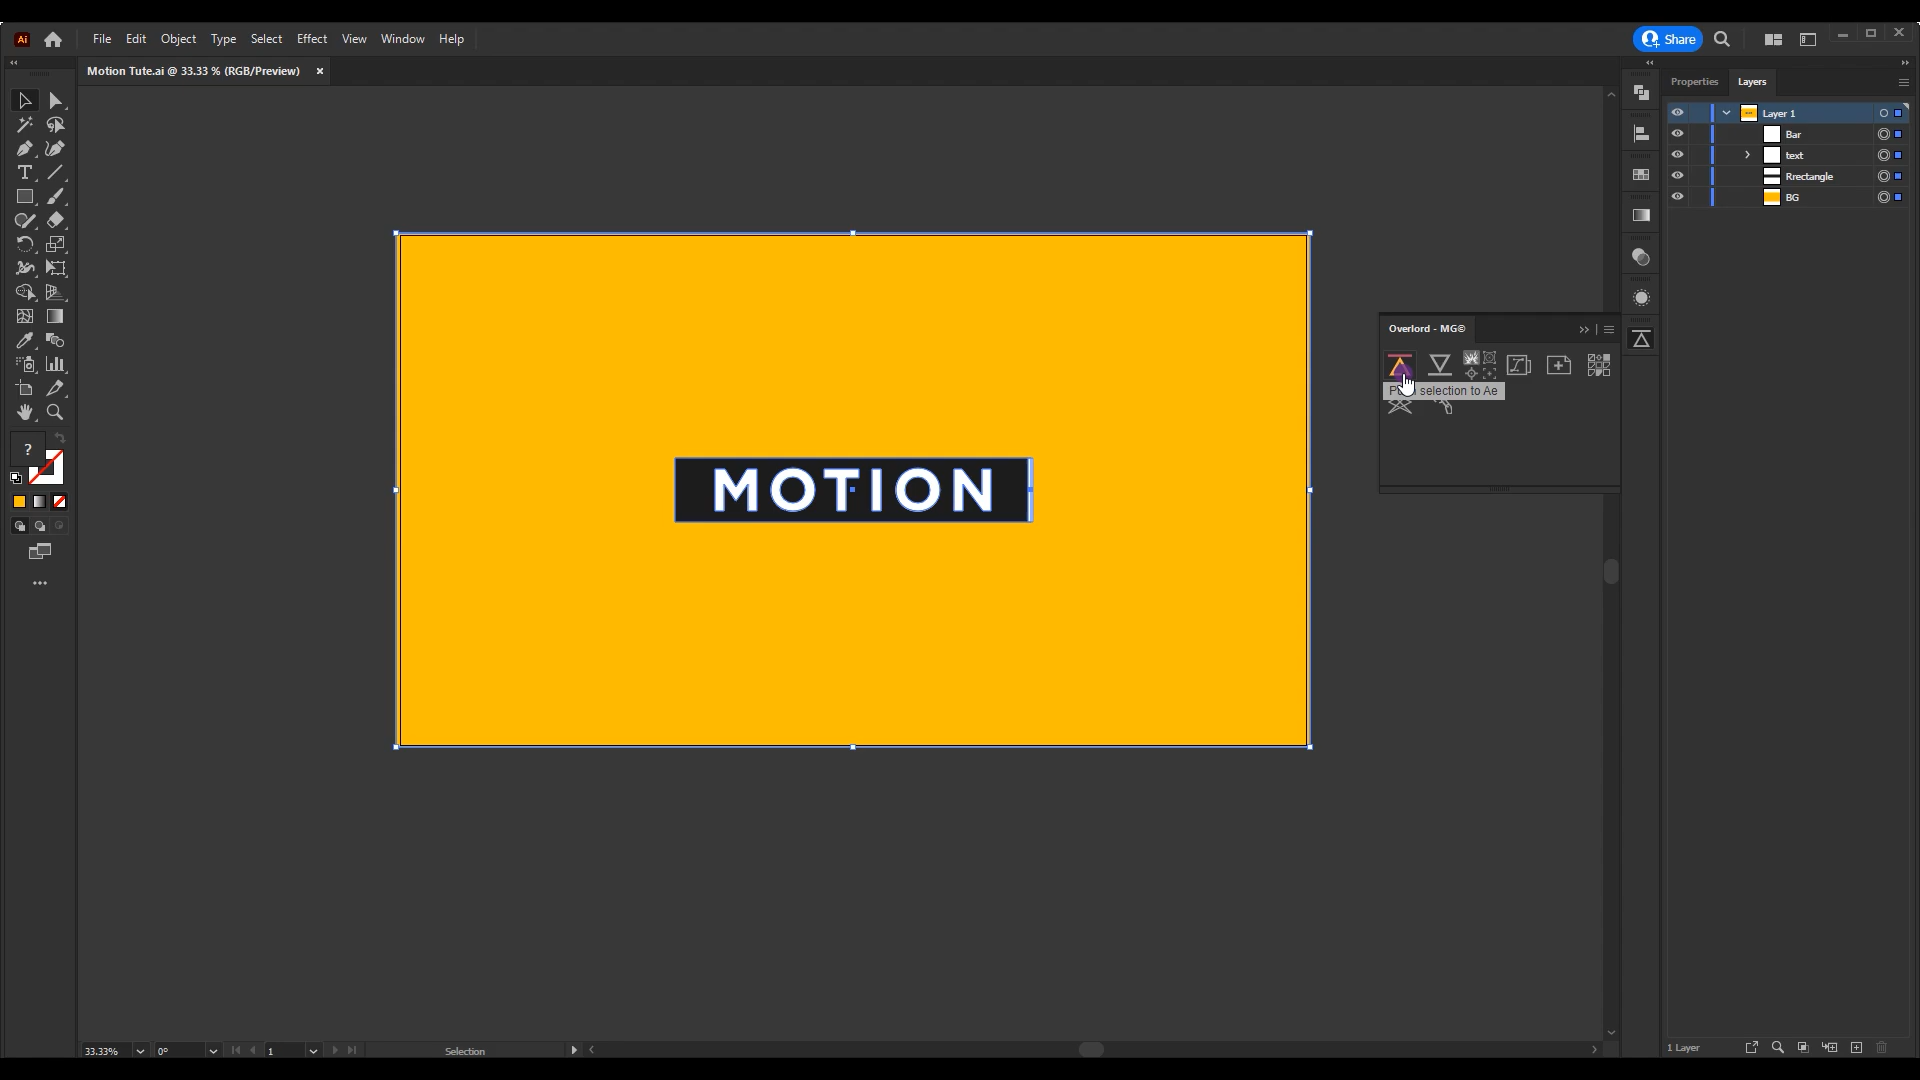 Ai File Edit Object Select Type Effect View Window Help Share
Motion Tute.ai @ 33.33 % (RGB/Preview) ×
Properties Layers
Layer 1
Bar
text
Rrectangle
BG
Overlord - MG©
selection to Ae
MOTION
?
33.33% 0° 1 Selection
1 Layer